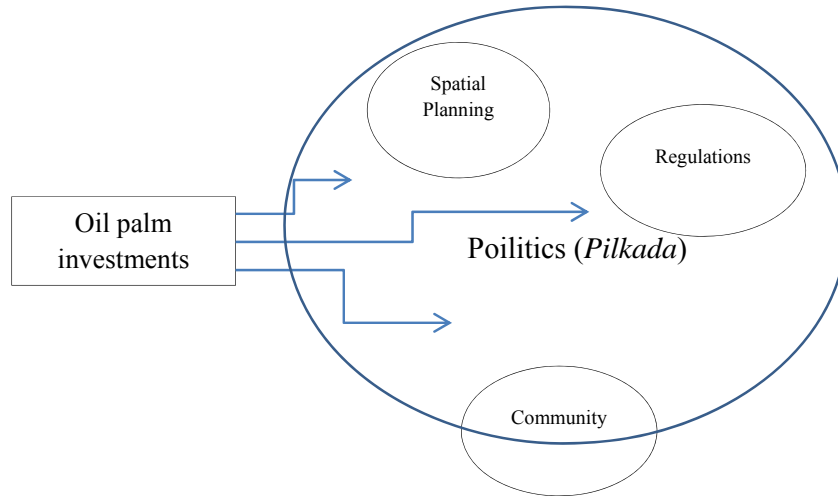 Spatial
Planning
Regulations
Oil palm
investments
Poilitics (Pilkada)
Community